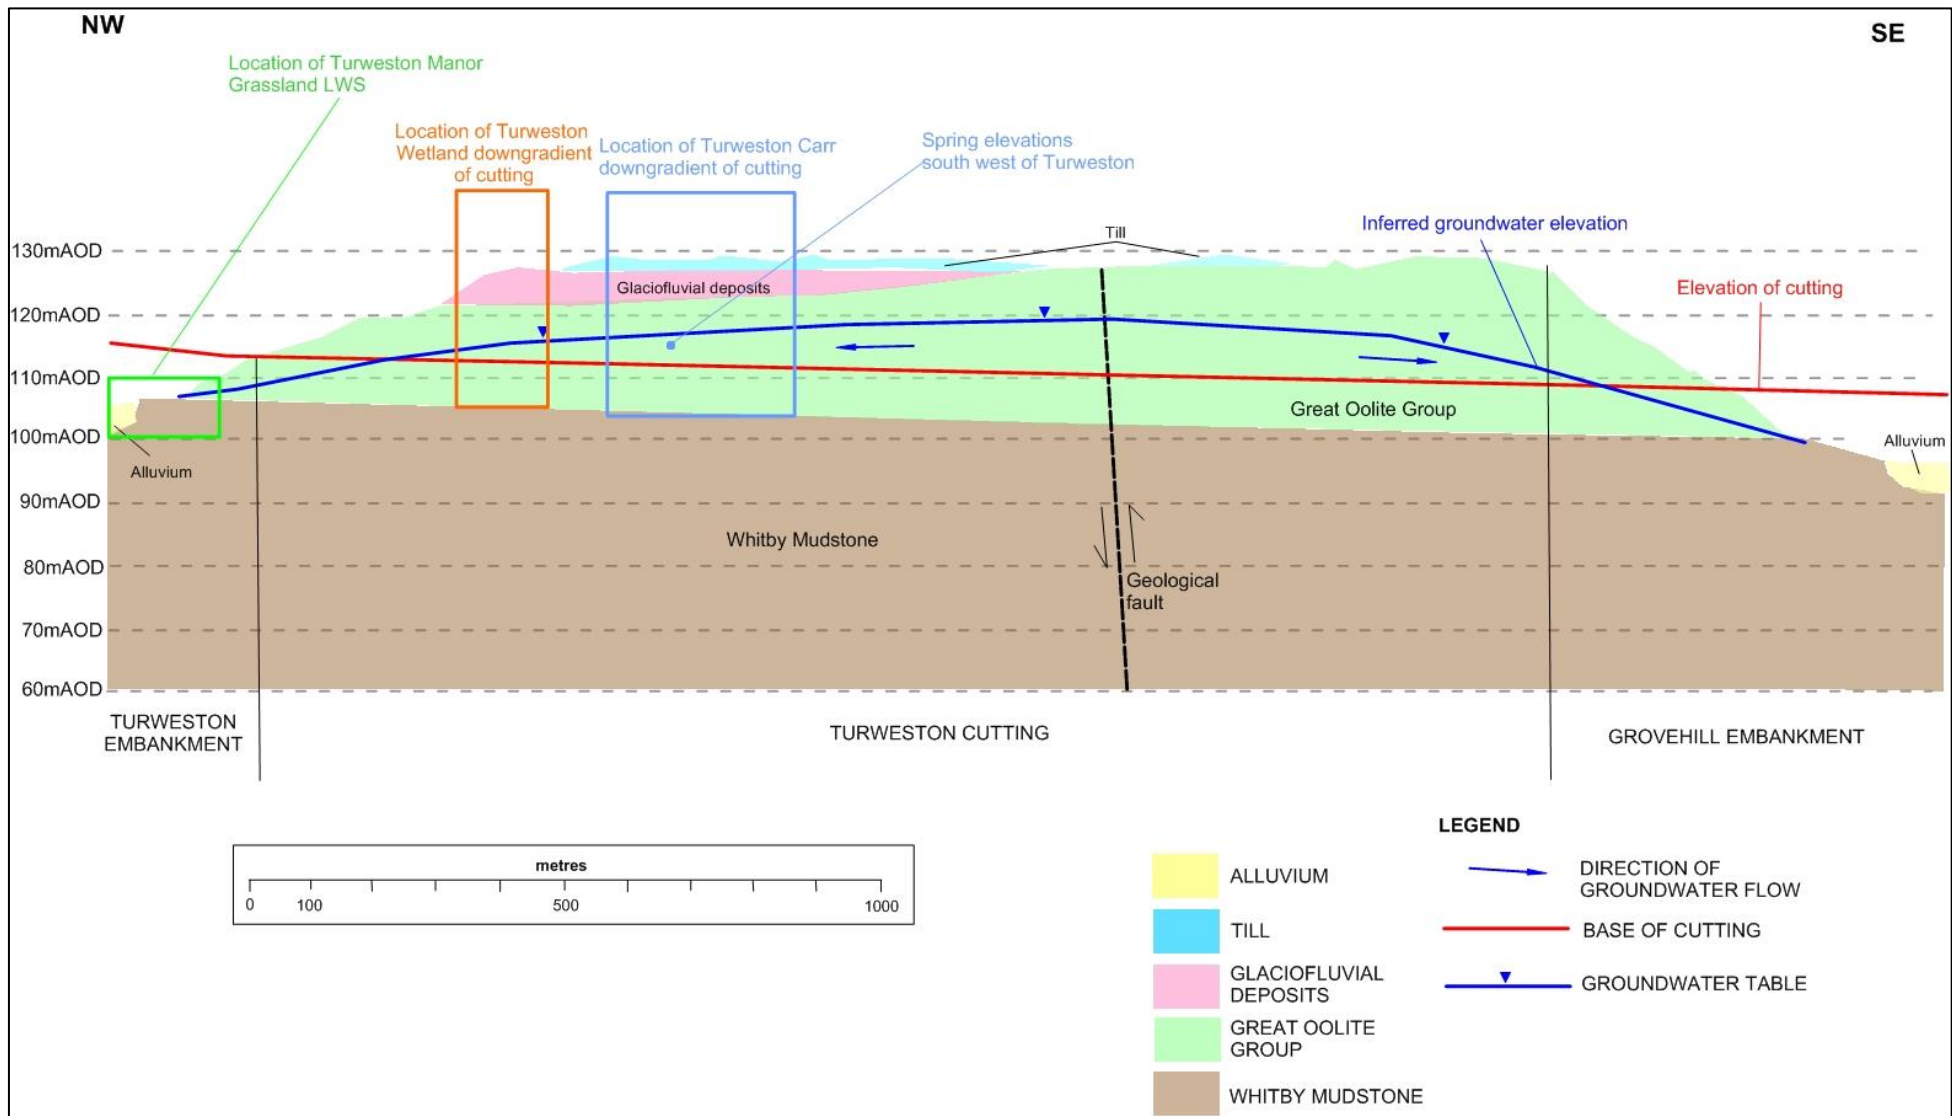 NW
SE
Location of Turweston Manor
Grassland LWS
Location of Turweston
Wetland downgradient
of cutting
Location of Turweston Carr
downgradient of cutting
Spring elevations
south west of Turweston
Inferred groundwater elevation
Till
Elevation of cutting
130mAOD
120mAOD
110mAOD
100mAOD
90mAOD
80mAOD
70mAOD
60mAOD
Glaciofluvial deposits
Great Oolite Group
Alluvium
Alluvium
Whitby Mudstone
Geological
fault
TURWESTON
EMBANKMENT
TURWESTON CUTTING
GROVEHILL EMBANKMENT
metres
0 100 500 1000
LEGEND
ALLUVIUM
TILL
GLACIOFLUVIAL
DEPOSITS
GREAT OOLITE
GROUP
WHITBY MUDSTONE
DIRECTION OF
GROUNDWATER FLOW
BASE OF CUTTING
GROUNDWATER TABLE